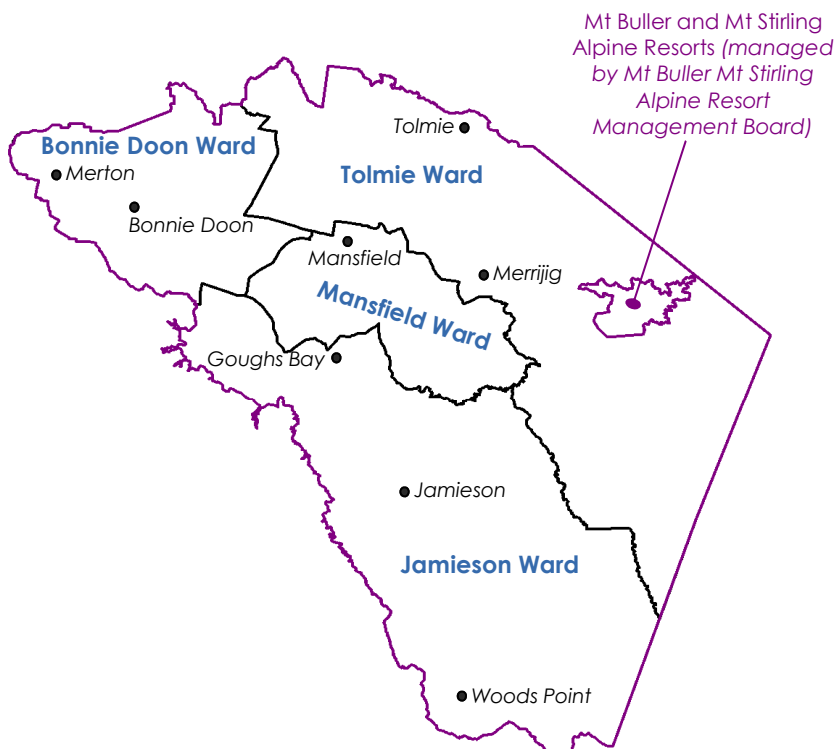 Mt Buller and Mt Stirling
Alpine Resorts (managed
by Mt Buller Mt Stirling
Alpine Resort
Management Board)
Tolmie
Bonnie Doon Ward
Tolmie Ward
Merton
Bonnie Doon
Mansfield
Merrijig
Mansfield Ward
Goughs Bay
Jamieson
Jamieson Ward
Woods Point